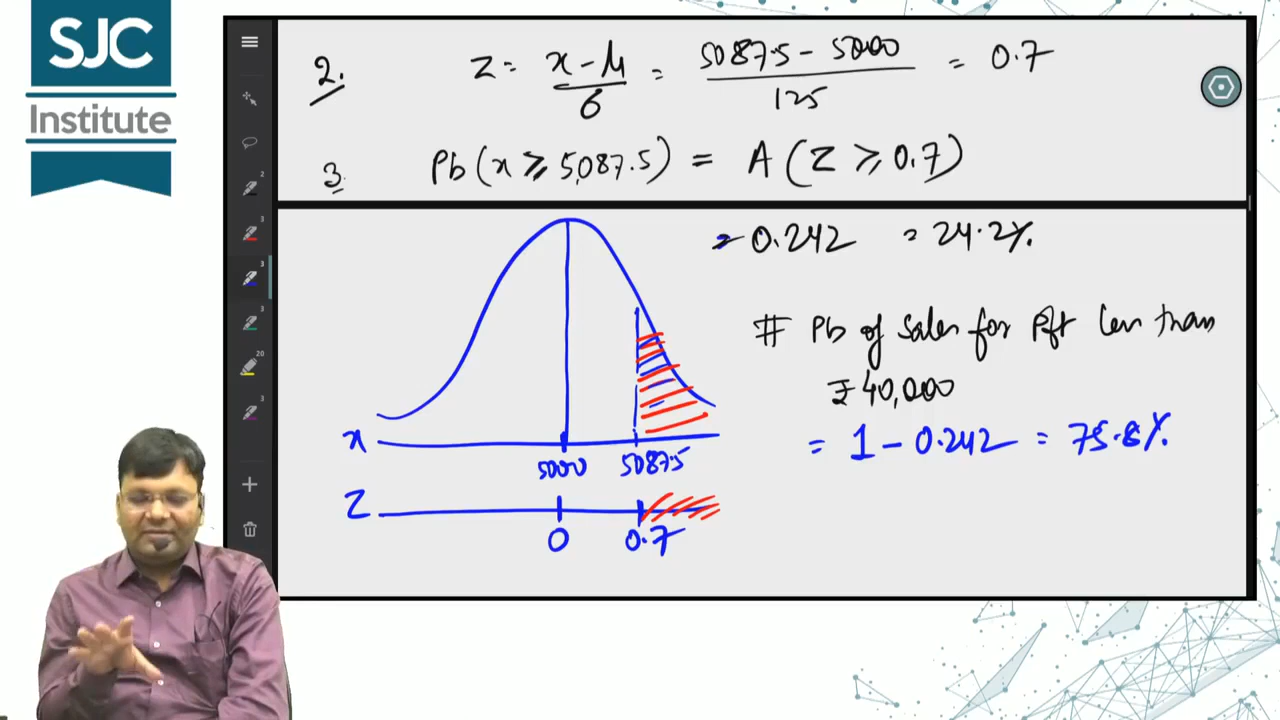 SJC
Institute
2. Z = x - μ / σ = 5087.5 - 5000 / 125 = 0.7
3. Pb (x ≥ 5,087.5) = A (Z ≥ 0.7)
= 0.242 = 24.2%
# Pb of Sales for Pft Less than
₹40,000
= 1 - 0.242 = 75.8%
x
5000 5087.5
Z
0 0.7